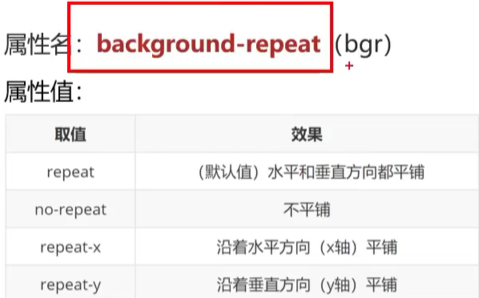 属性名：background-repeat（bgr）
属性值：
取值 效果
repeat （默认值）水平和垂直方向都平铺
no-repeat 不平铺
repeat-x 沿着水平方向（x轴）平铺
repeat-y 沿着垂直方向（y轴）平铺